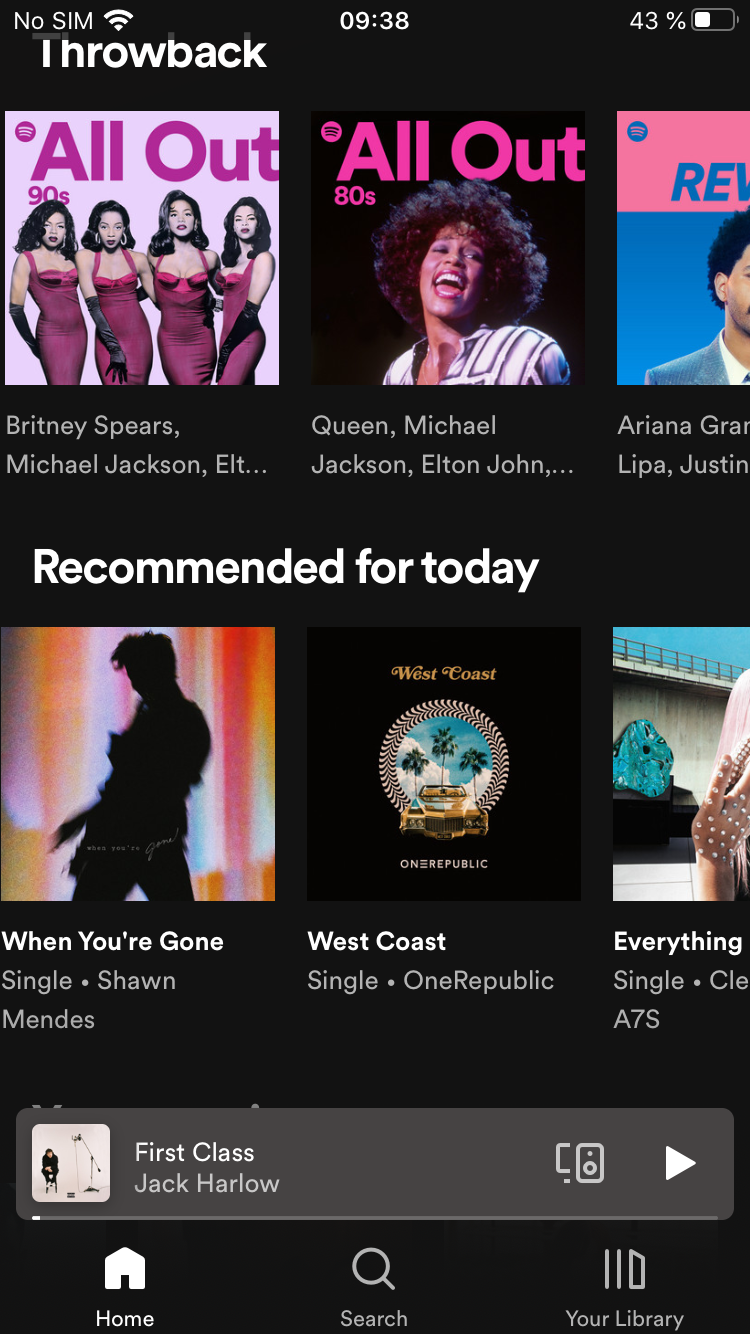 No SIM 09:38 43 %
Throwback
All Out
90s
All Out
80s
REV
Britney Spears,
Michael Jackson, Elt...
Queen, Michael
Jackson, Elton John,...
Ariana Gran
Lipa, Justin
Recommended for today
when you're gone
West Coast
ONEREPUBLIC
When You're Gone
Single • Shawn
Mendes
West Coast
Single • OneRepublic
Everything
Single • Cle
A7S
First Class
Jack Harlow
Home
Search
Your Library